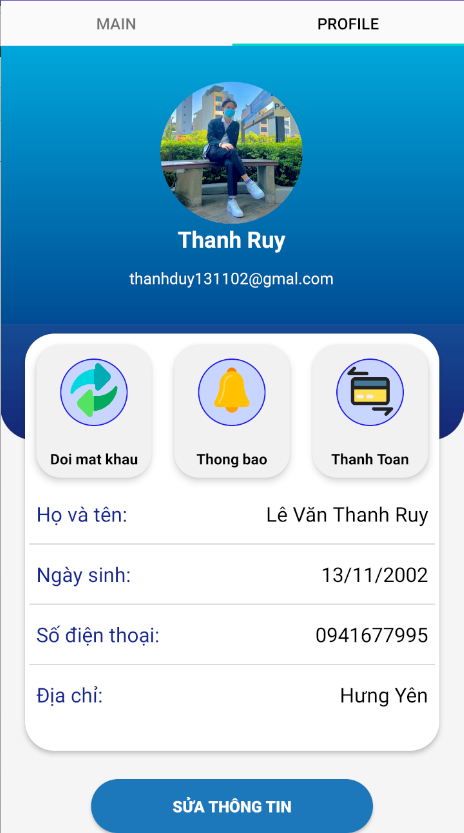 MAIN PROFILE
Thanh Ruy
thanhduy131102@gmal.com
Doi mat khau Thong bao Thanh Toan
Họ và tên: Lê Văn Thanh Ruy
Ngày sinh: 13/11/2002
Số điện thoại: 0941677995
Địa chỉ: Hưng Yên
SỬA THÔNG TIN